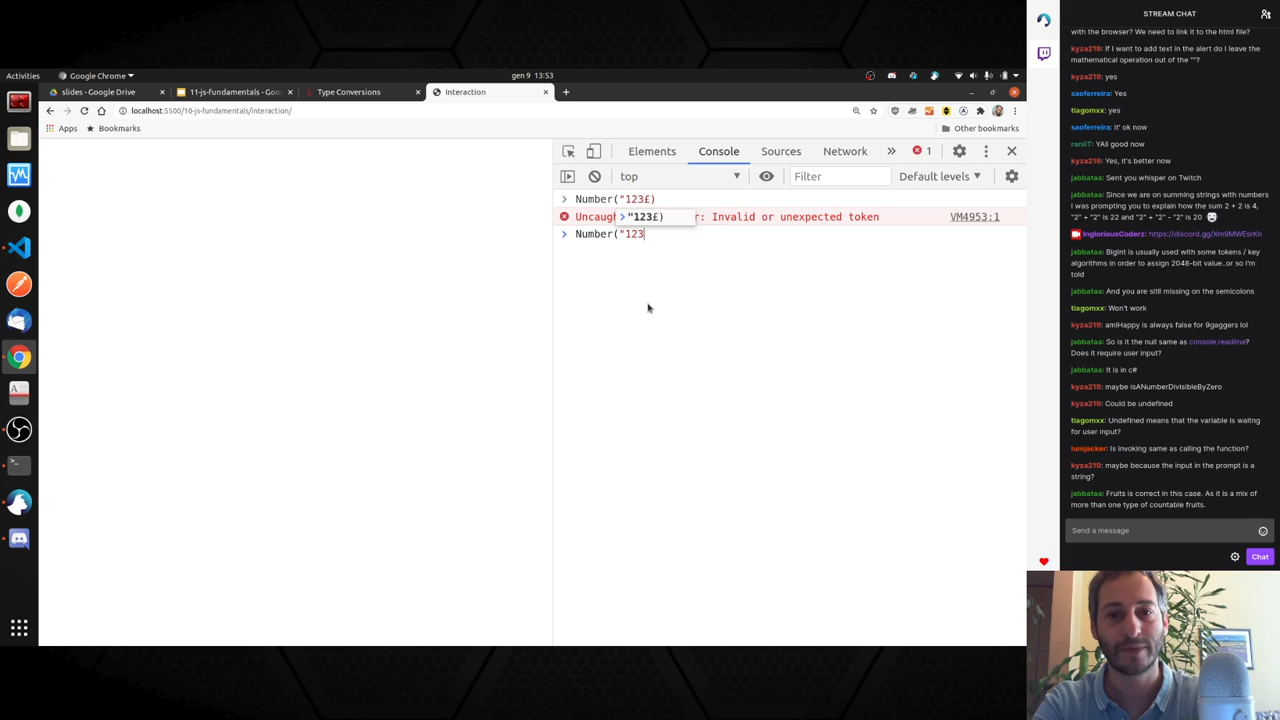 Activities
Google Chrome
gen 9 13:53
slides - Google Drive
11-js-fundamentals - Goo
Type Conversions
Interaction
localhost:5500/10-js-fundamentals/interaction/
Apps
Bookmarks
Other bookmarks
Elements
Console
Sources
Network
1
top
Filter
Default levels
Number("123£)
Uncaugh
"123£)
r: Invalid or unexpected token
VM4953:1
Number("123
STREAM CHAT
with the browser? We need to link it to the html file?
kyza219: If I want to add text in the alert do I leave the
mathematical operation out of the ""?
kyza219: yes
saoferreira: Yes
tiagomxx: yes
saoferreira: it' ok now
raniiT: YAll good now
kyza219: Yes, it's better now
jabbataa: Sent you whisper on Twitch
jabbataa: Since we are on summing strings with numbers
I was prompting you to explain how the sum 2 + 2 is 4,
"2" + "2" is 22 and "2" + "2" - "2" is 20
IngloriousCoderz: https://discord.gg/Xm9MWEsrKn
jabbataa: BigInt is usually used with some tokens / key
algorithms in order to assign 2048-bit value..or so I'm
told
jabbataa: And you are sitll missing on the semicolons
tiagomxx: Won't work
kyza219: amIHappy is always false for 9gaggers lol
jabbataa: So is it the null same as console.readline?
Does it require user input?
jabbataa: It is in c#
kyza219: maybe isANumberDivisibleByZero
kyza219: Could be undefined
tiagomxx: Undefined means that the variable is waitng
for user input?
lumjacker: Is invoking same as calling the function?
kyza219: maybe because the input in the prompt is a
string?
jabbataa: Fruits is correct in this case. As it is a mix of
more than one type of countable fruits.
Send a message
Chat